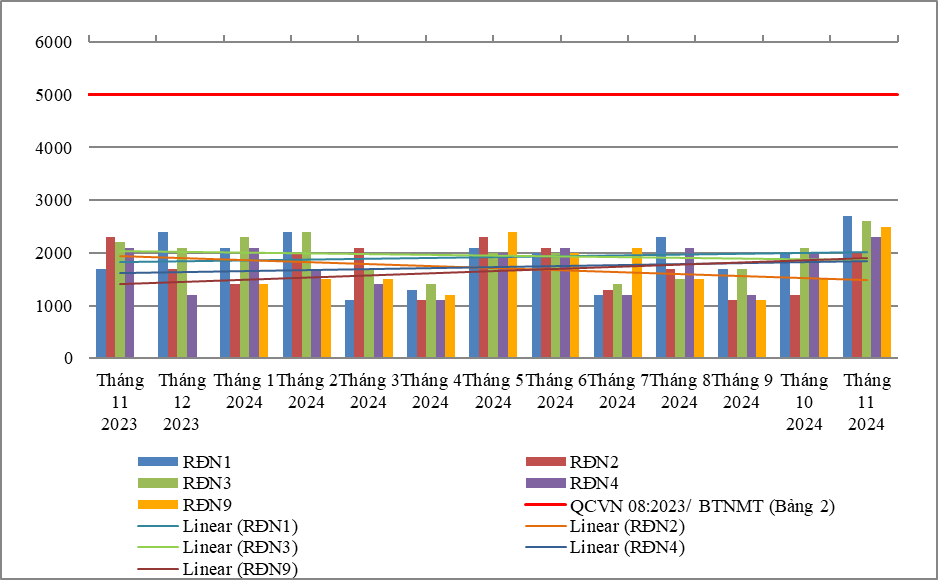 6000
5000
4000
3000
2000
1000
0
Tháng 11 2023
Tháng 12 2023
Tháng 1 2024
Tháng 2 2024
Tháng 3 2024
Tháng 4 2024
Tháng 5 2024
Tháng 6 2024
Tháng 7 2024
Tháng 8 2024
Tháng 9 2024
Tháng 10 2024
Tháng 11 2024
RĐN1
RĐN2
RĐN3
RĐN4
RĐN9
QCVN 08:2023/ BTNMT (Bảng 2)
Linear (RĐN1)
Linear (RĐN2)
Linear (RĐN3)
Linear (RĐN4)
Linear (RĐN9)